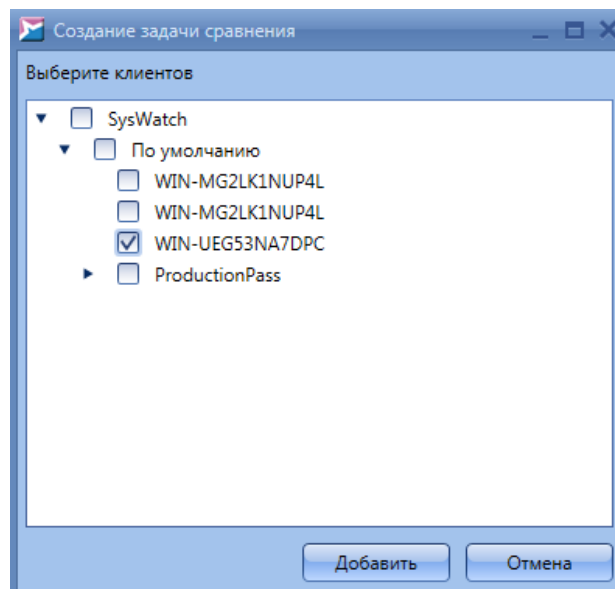 Создание задачи сравнения
Выберите клиентов
SysWatch
По умолчанию
WIN-MG2LK1NUP4L
WIN-MG2LK1NUP4L
WIN-UEG53NA7DPC
ProductionPass
Добавить
Отмена